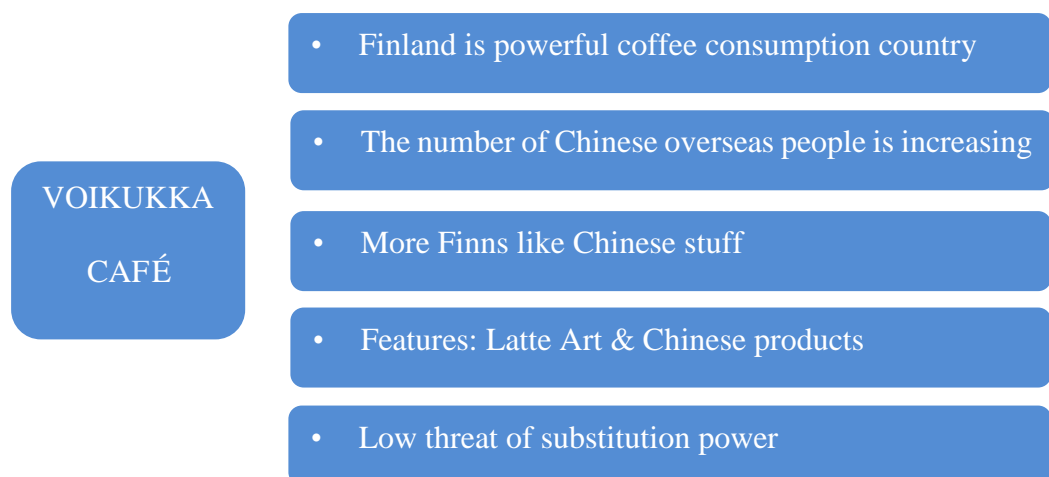 VOIKUKKA
CAFÉ
• Finland is powerful coffee consumption country
• The number of Chinese overseas people is increasing
• More Finns like Chinese stuff
• Features: Latte Art & Chinese products
• Low threat of substitution power